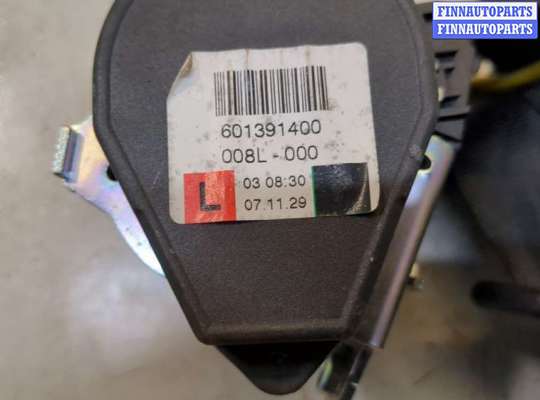 FINNAUTOPARTS
FINNAUTOPARTS
601391400
008L-000
L
03 08:30
07.11.29